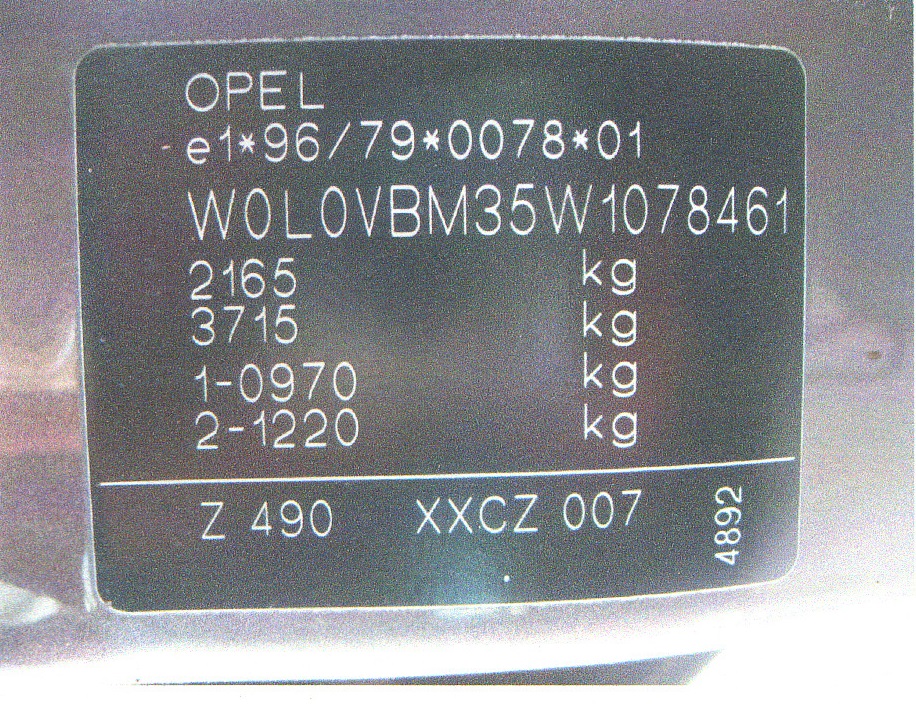 OPEL
e1*96/79*0078*01
W0L0VBM35W1078461
2165 kg
3715 kg
1-0970 kg
2-1220 kg
Z 490 XXCZ 007 4892